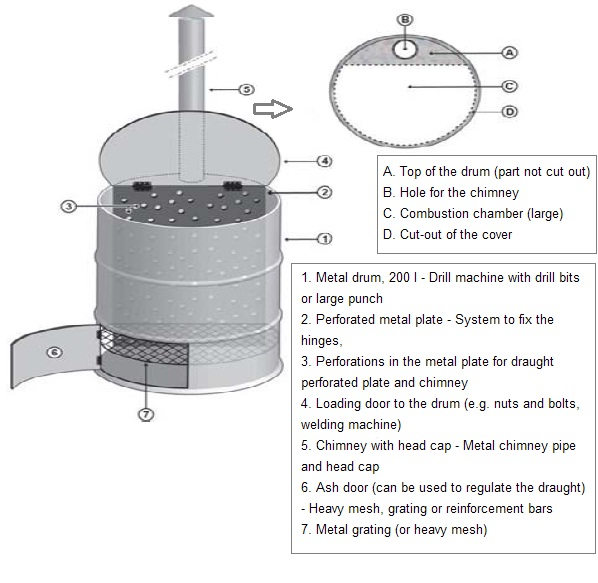 B
A
5
C
D
4
A. Top of the drum (part not cut out)
B. Hole for the chimney
C. Combustion chamber (large)
D. Cut-out of the cover
2
3
1
1. Metal drum, 200 l - Drill machine with drill bits
or large punch
2. Perforated metal plate - System to fix the
hinges,
3. Perforations in the metal plate for draught
perforated plate and chimney
4. Loading door to the drum (e.g. nuts and bolts,
welding machine)
5. Chimney with head cap - Metal chimney pipe
and head cap
6. Ash door (can be used to regulate the draught)
- Heavy mesh, grating or reinforcement bars
7. Metal grating (or heavy mesh)
6
7